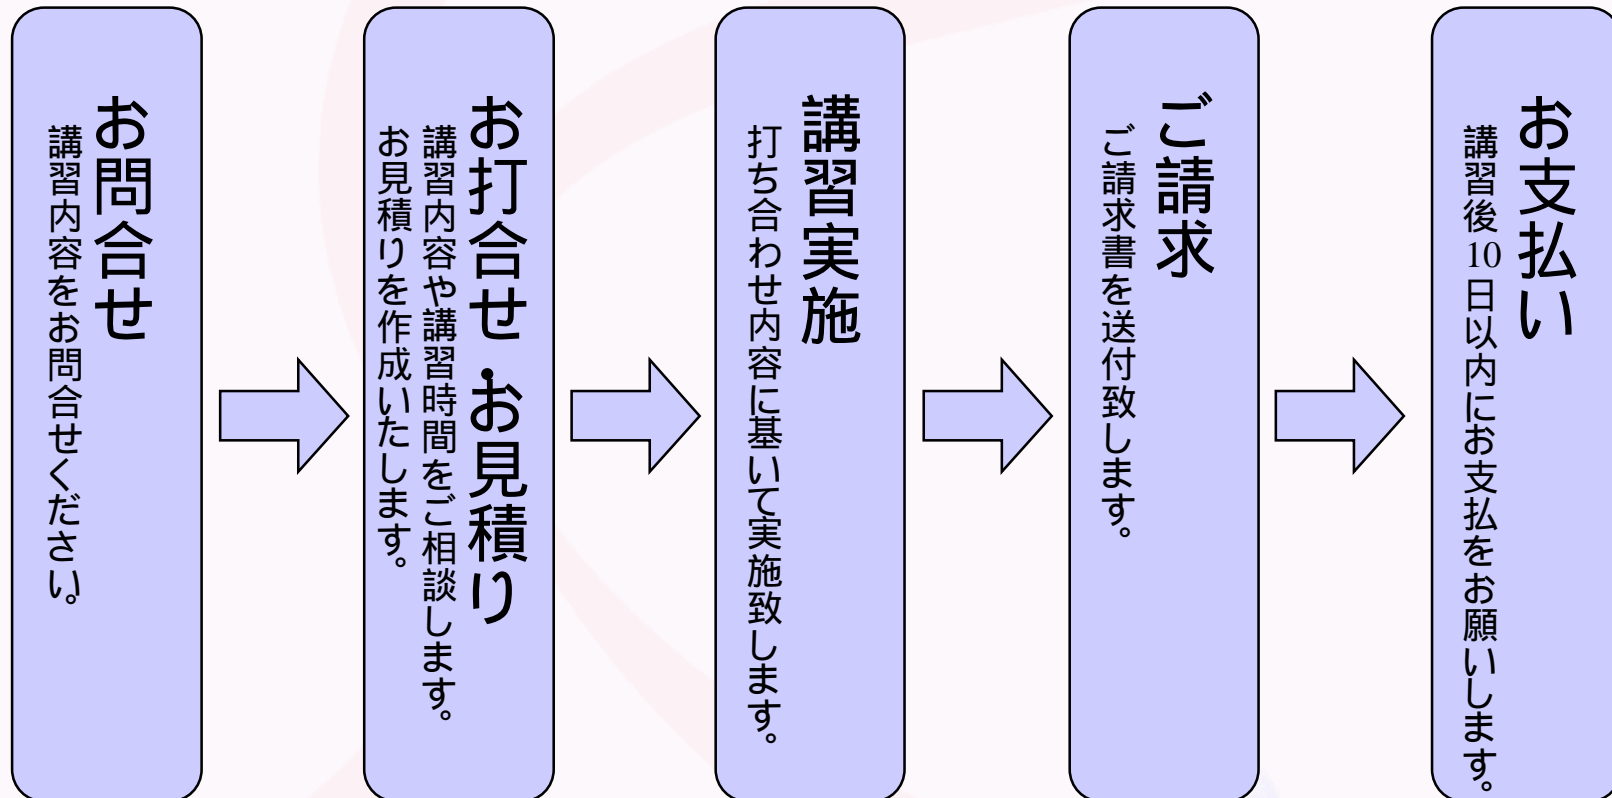 お問合せ
講習内容をお問合せください。
お打合せ・お見積り
講習内容や講習時間をご相談します。
お見積りを作成いたします。
講習実施
打ち合わせ内容に基いて実施致します。
ご請求
ご請求書を送付致します。
お支払い
講習後10日以内にお支払をお願いします。